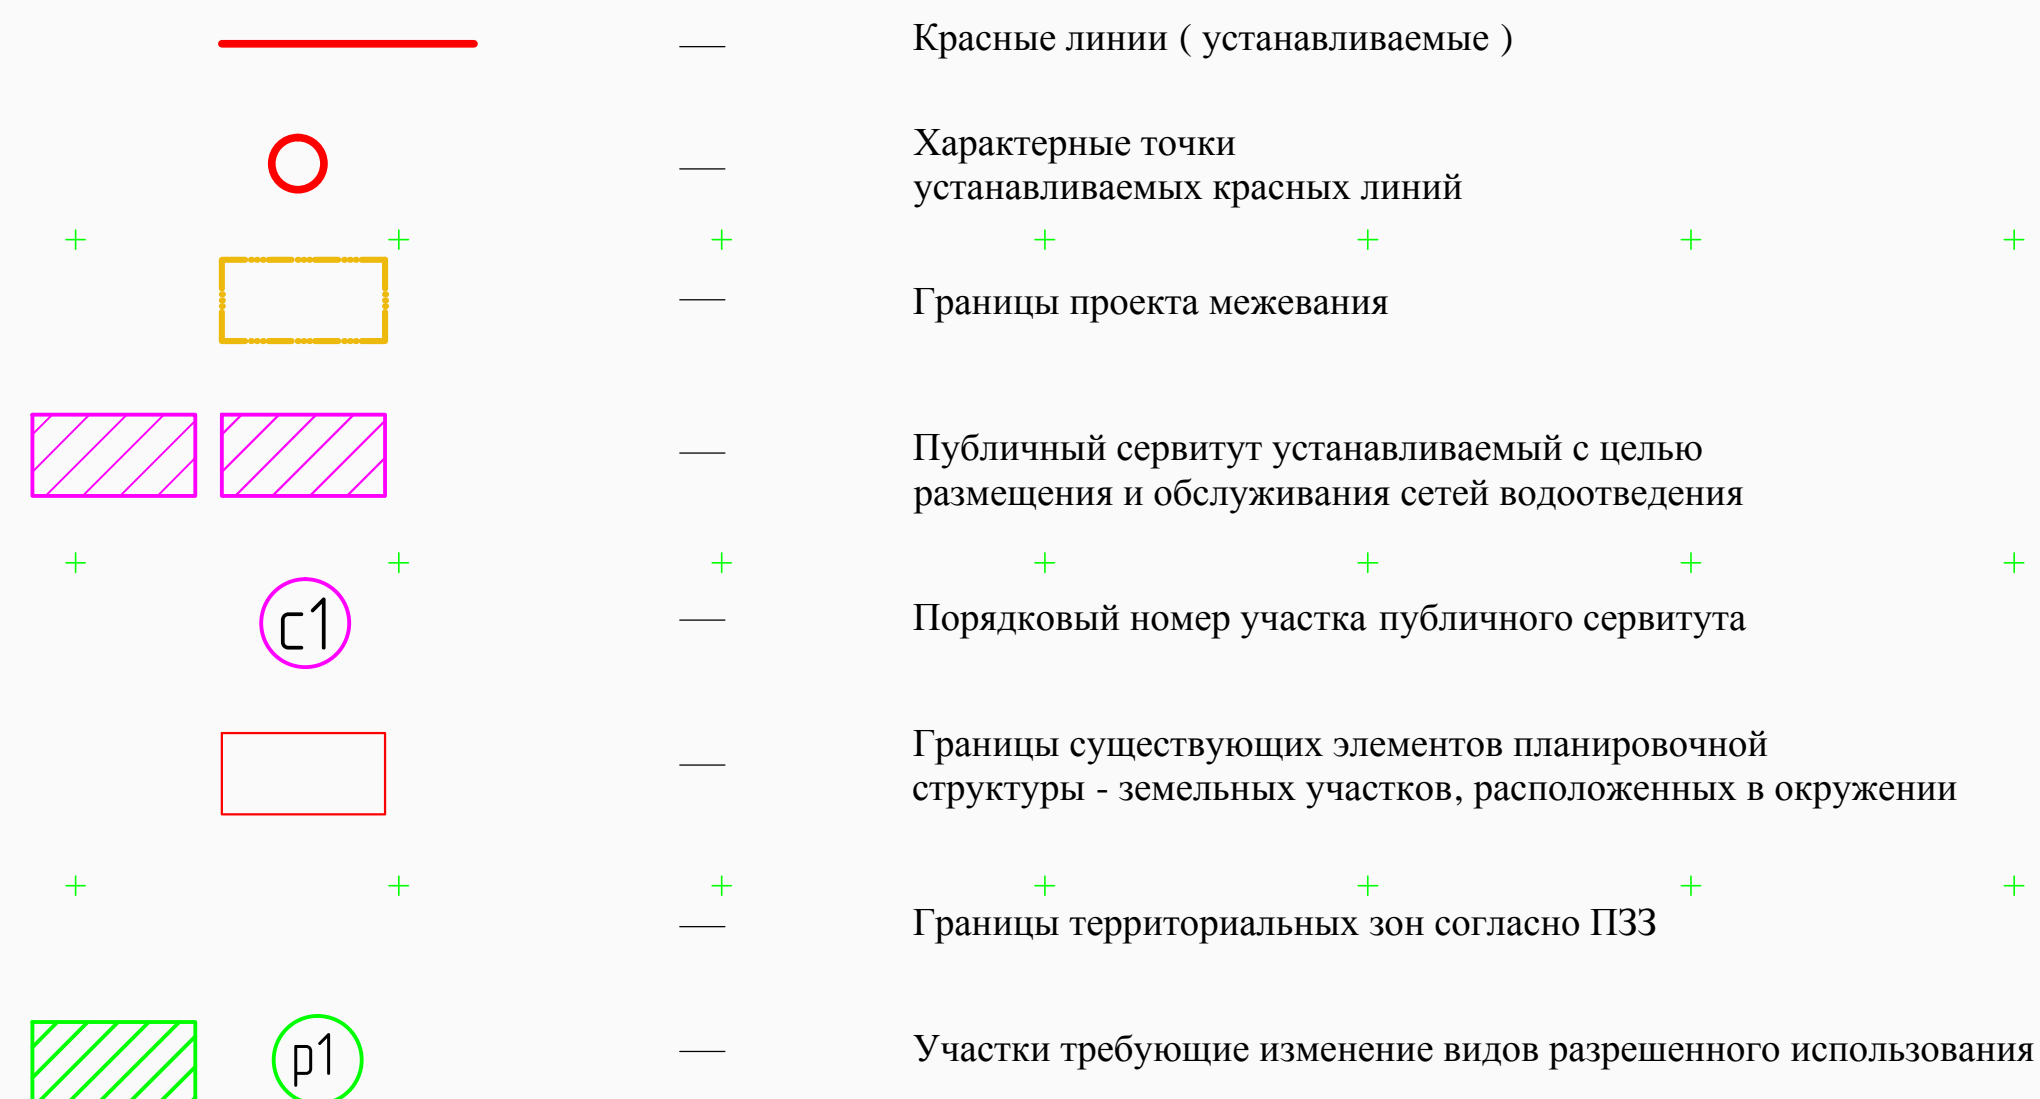 Красные линии ( устанавливаемые )
Характерные точки
устанавливаемых красных линий
Границы проекта межевания
Публичный сервитут устанавливаемый с целью
размещения и обслуживания сетей водоотведения
с1
Порядковый номер участка публичного сервитута
Границы существующих элементов планировочной
структуры - земельных участков, расположенных в окружении
Границы территориальных зон согласно ПЗЗ
р1
Участки требующие изменение видов разрешенного использования